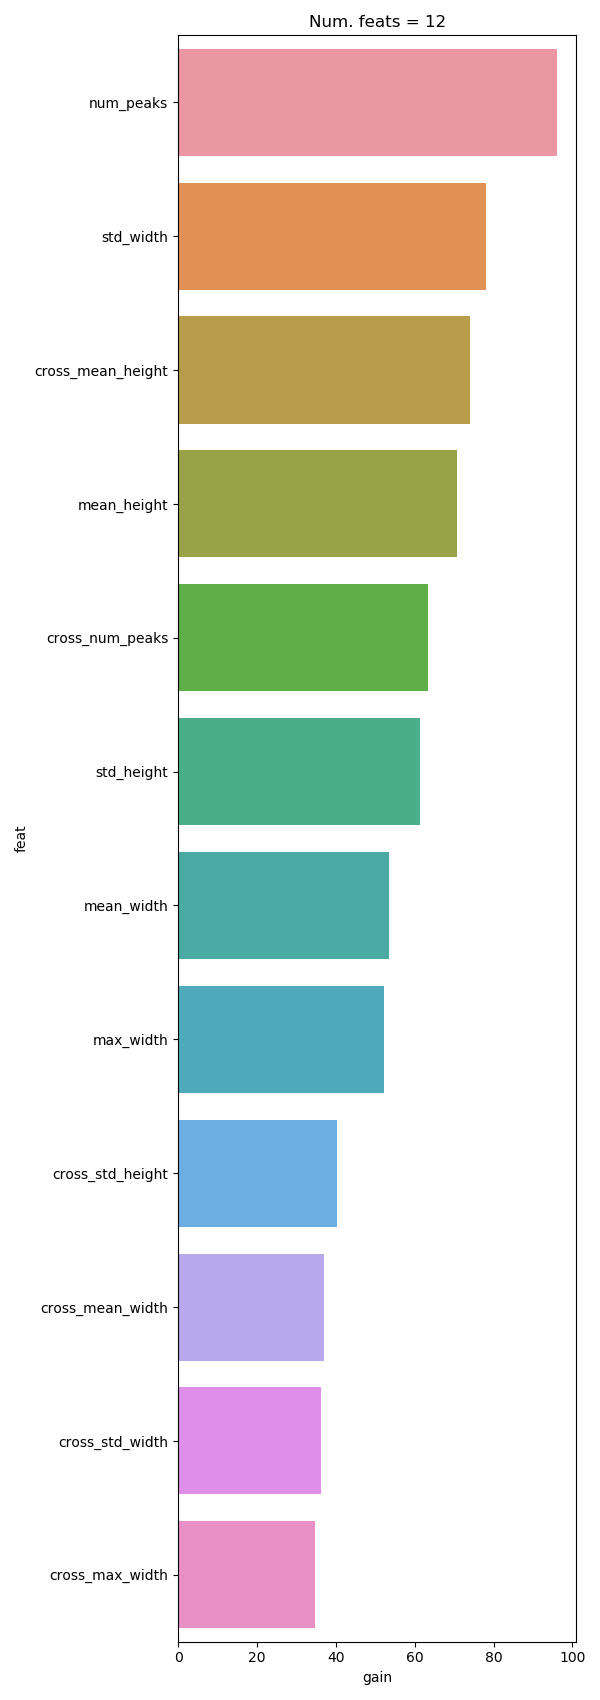 Num. feats = 12
num_peaks
std_width
cross_mean_height
mean_height
cross_num_peaks
std_height
feat
mean_width
max_width
cross_std_height
cross_mean_width
cross_std_width
cross_max_width
0 20 40 60 80 100
gain